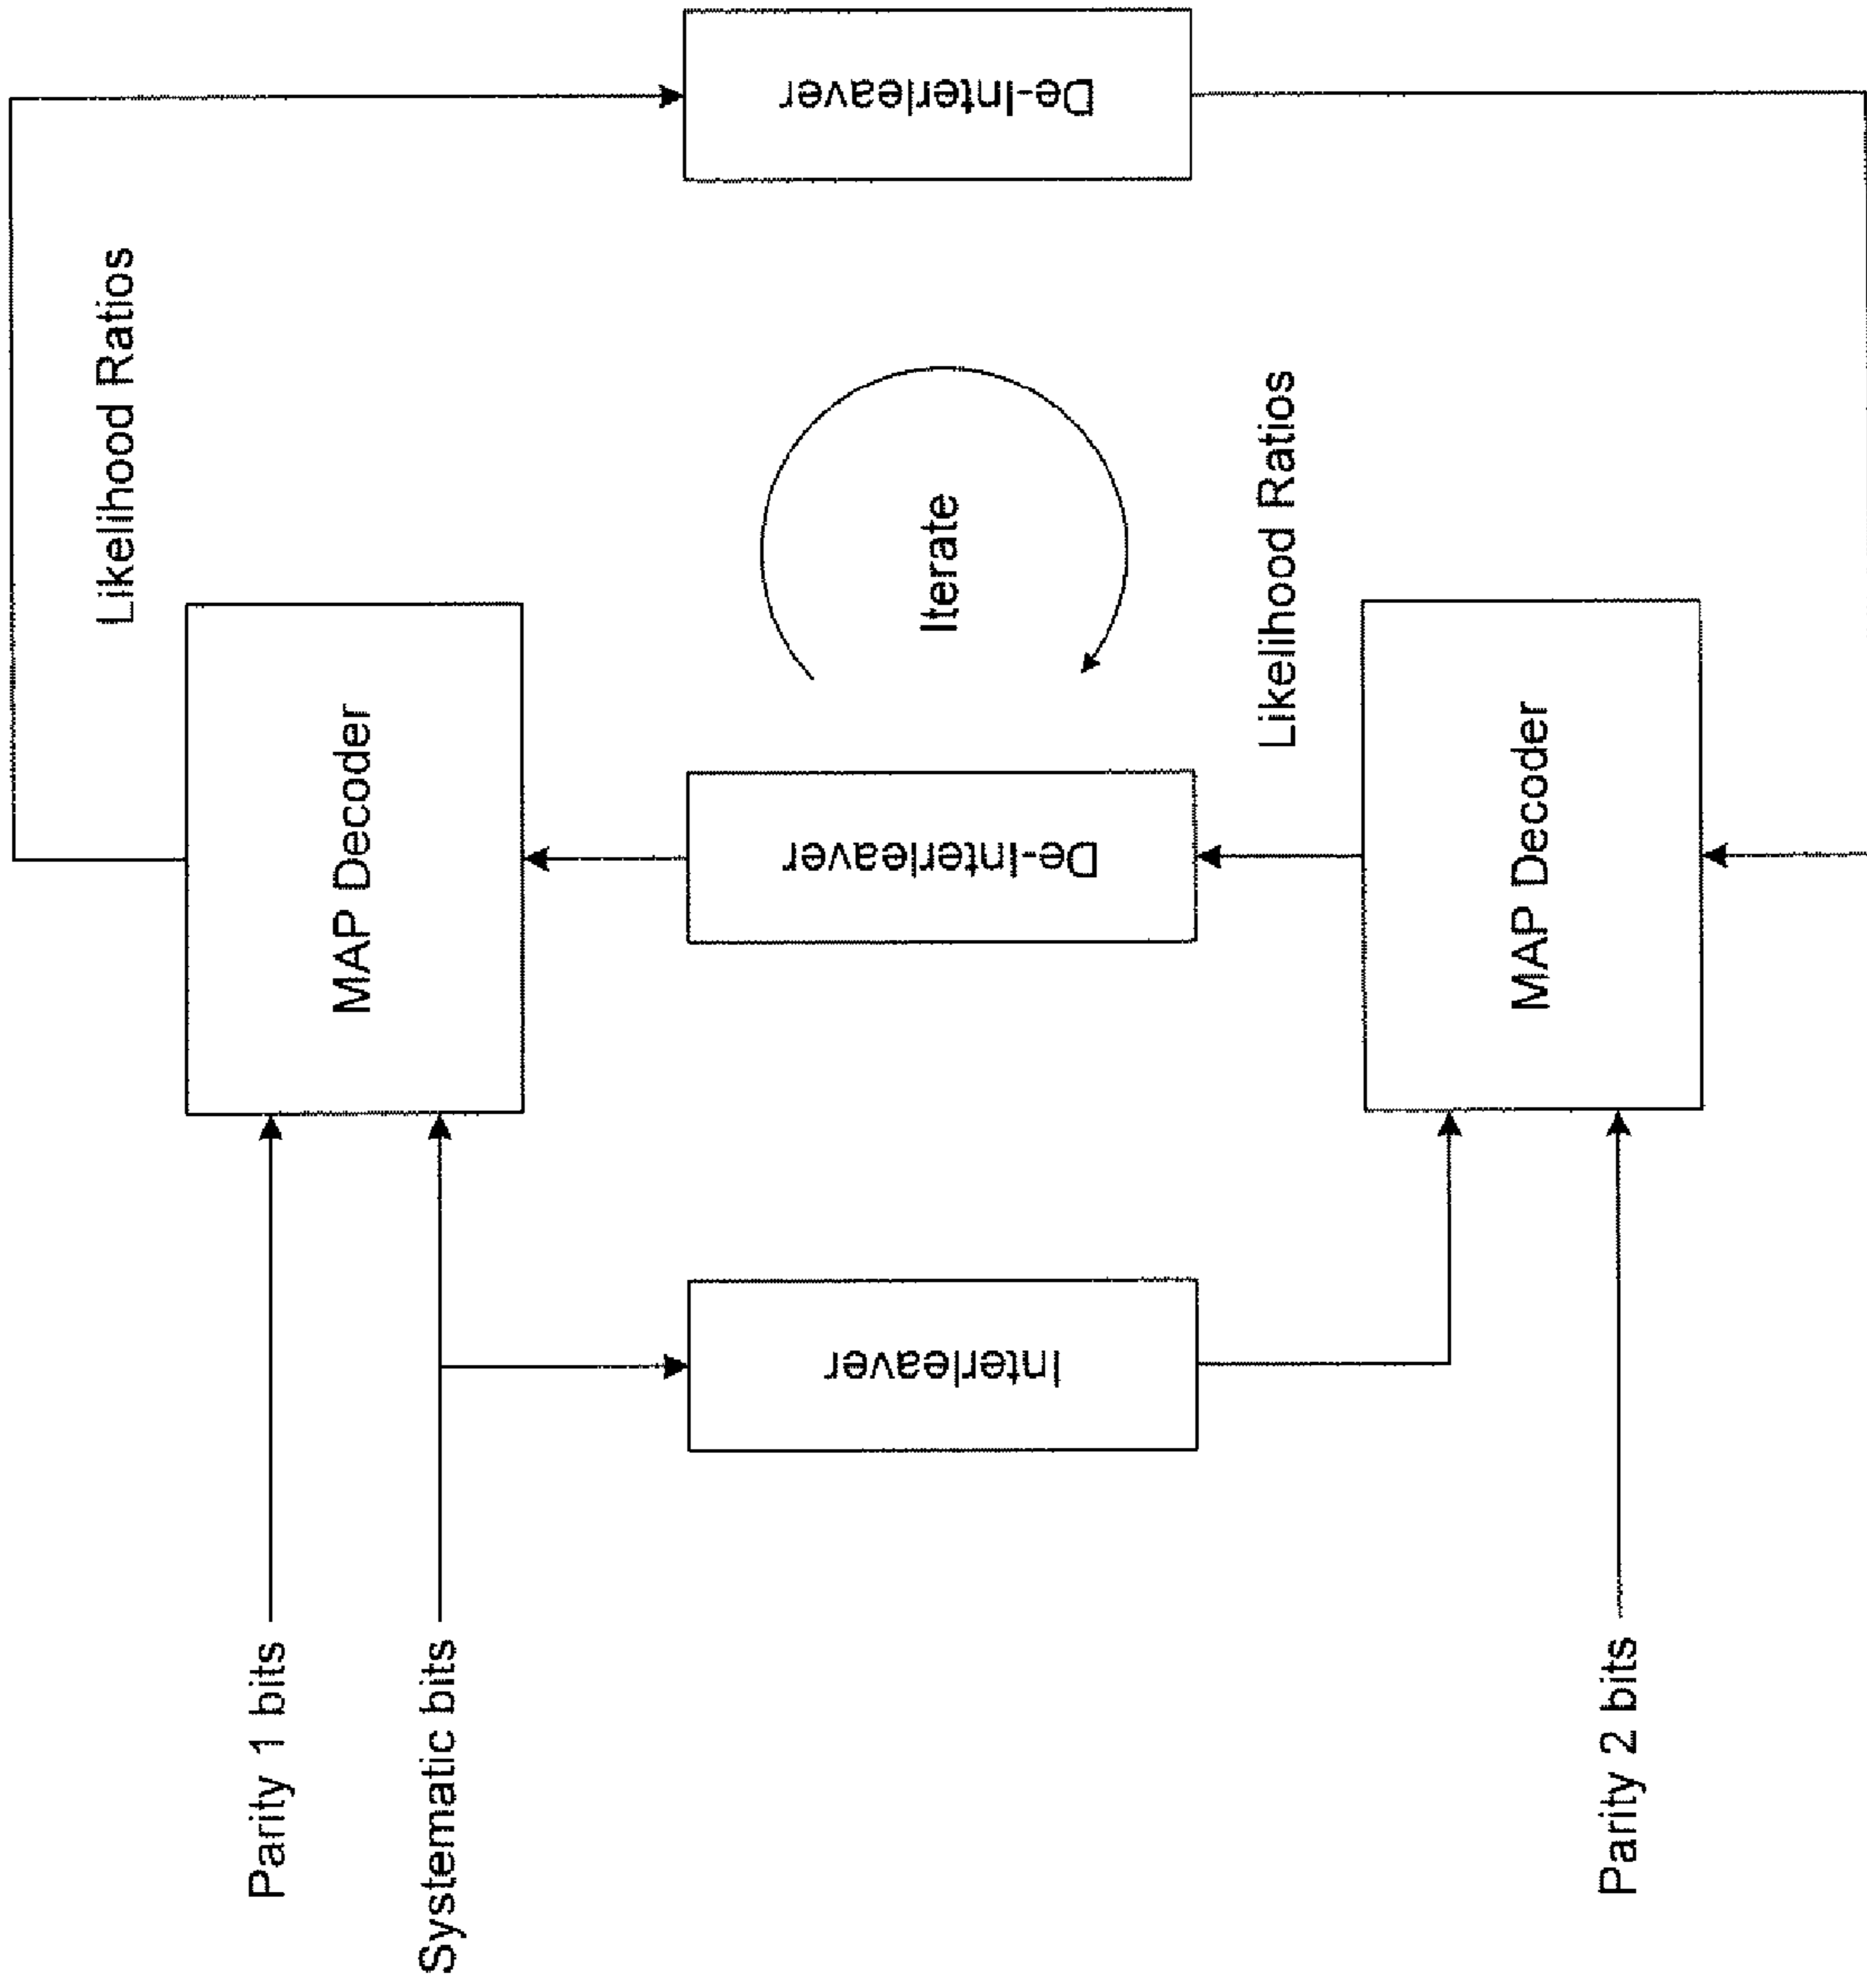 Parity 1 bits
Systematic bits
Parity 2 bits
Interleaver
MAP Decoder
De-Interleaver
MAP Decoder
Likelihood Ratios
Iterate
Likelihood Ratios
De-Interleaver